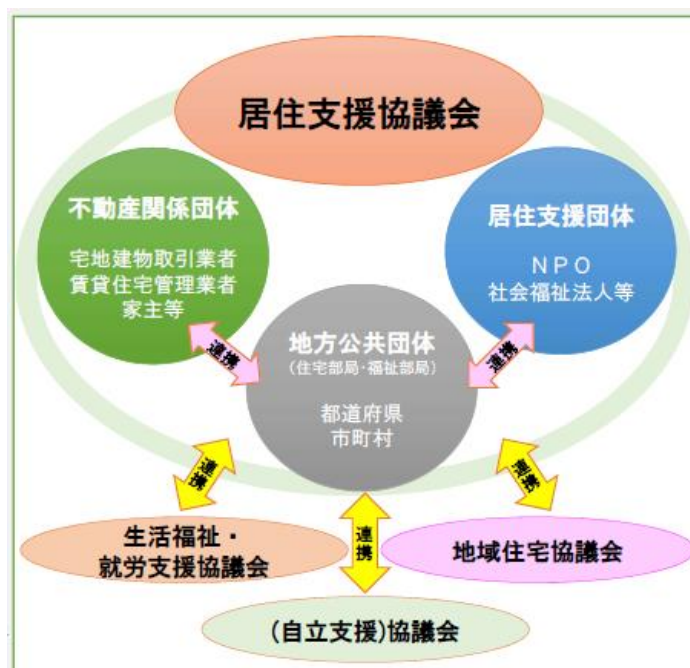 居住支援協議会
不動産関係団体
宅地建物取引業者
賃貸住宅管理業者
家主等
居住支援団体
ＮＰＯ
社会福祉法人等
連携
地方公共団体
(住宅部局・福祉部局)
都道府県
市町村
連携
連携
連携
連携
生活福祉・
就労支援協議会
地域住宅協議会
(自立支援)協議会